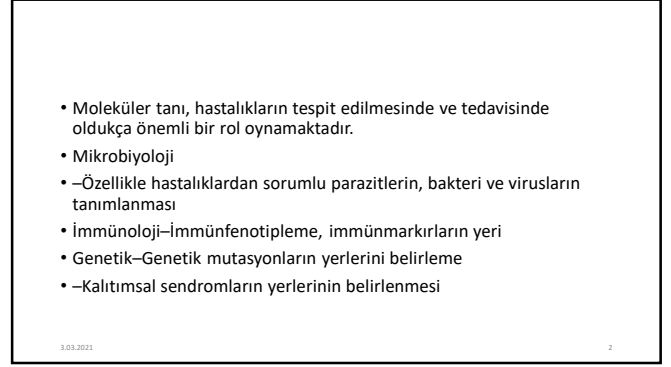 • Moleküler tanı, hastalıkların tespit edilmesinde ve tedavisinde
oldukça önemli bir rol oynamaktadır.
• Mikrobiyoloji
• –Özellikle hastalıklardan sorumlu parazitlerin, bakteri ve virusların
tanımlanması
• İmmünoloji–İmmünfenotipleme, immünmarkırların yeri
• Genetik–Genetik mutasyonların yerlerini belirleme
• –Kalıtımsal sendromların yerlerinin belirlenmesi
3.03.2021
2